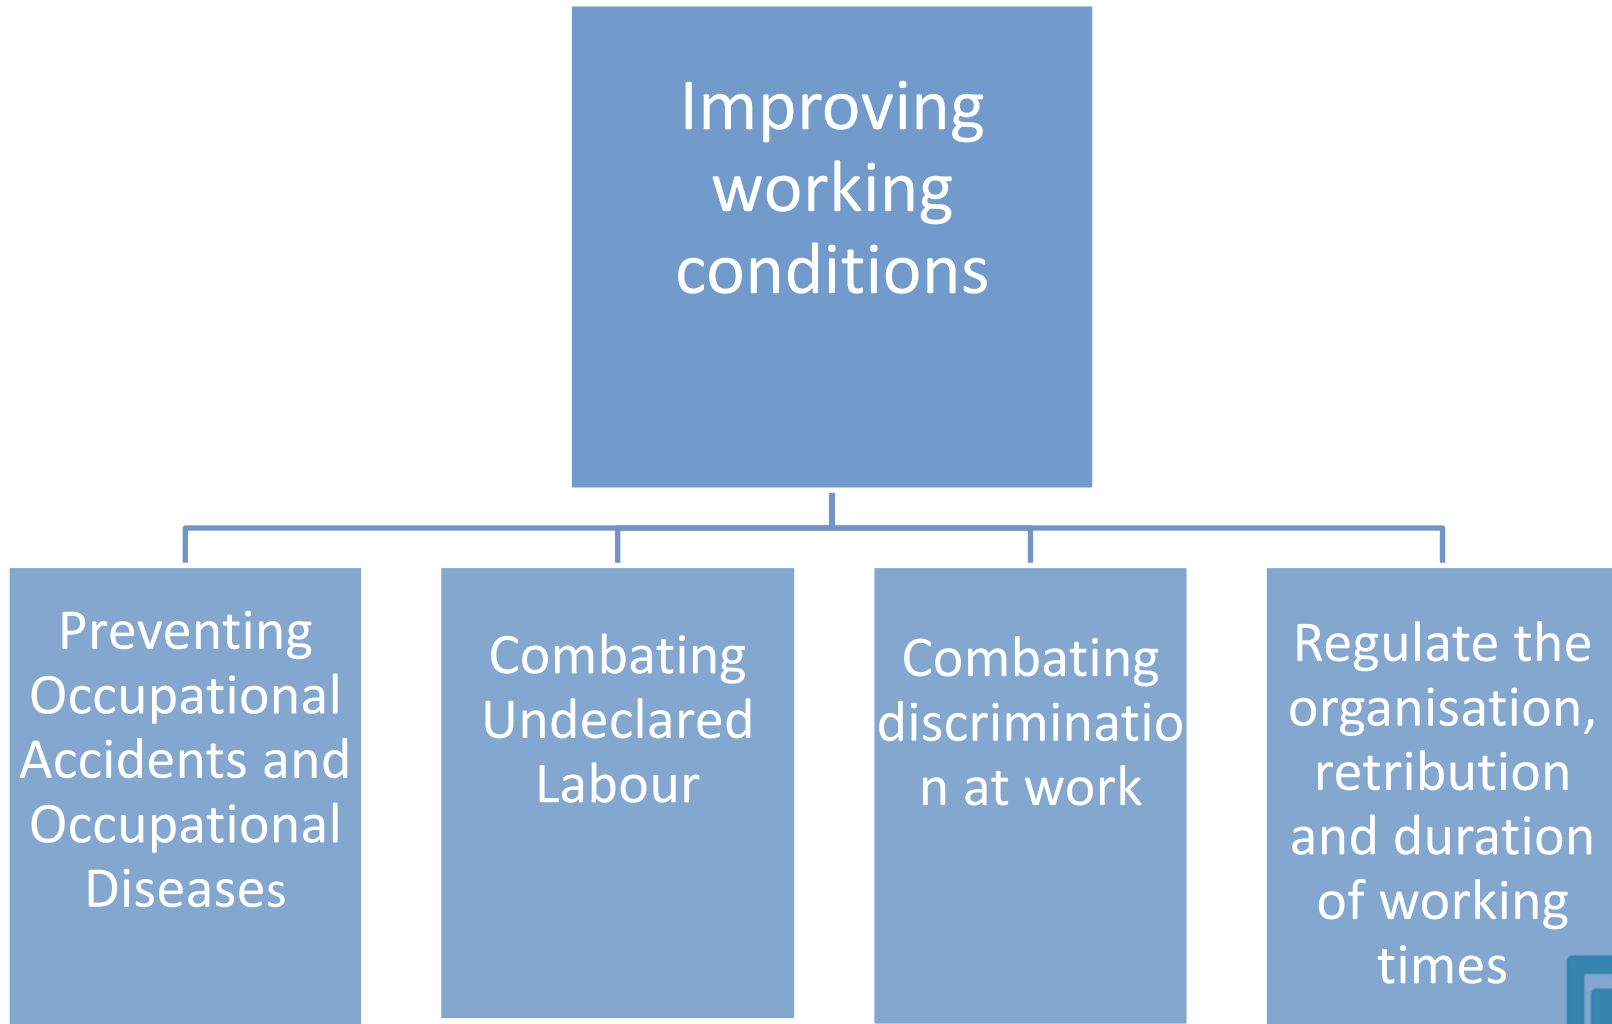 Improving
working
conditions
Preventing
Occupational
Accidents and
Occupational
Diseases
Combating
Undeclared
Labour
Combating
discriminatio
n at work
Regulate the
organisation,
retribution
and duration
of working
times